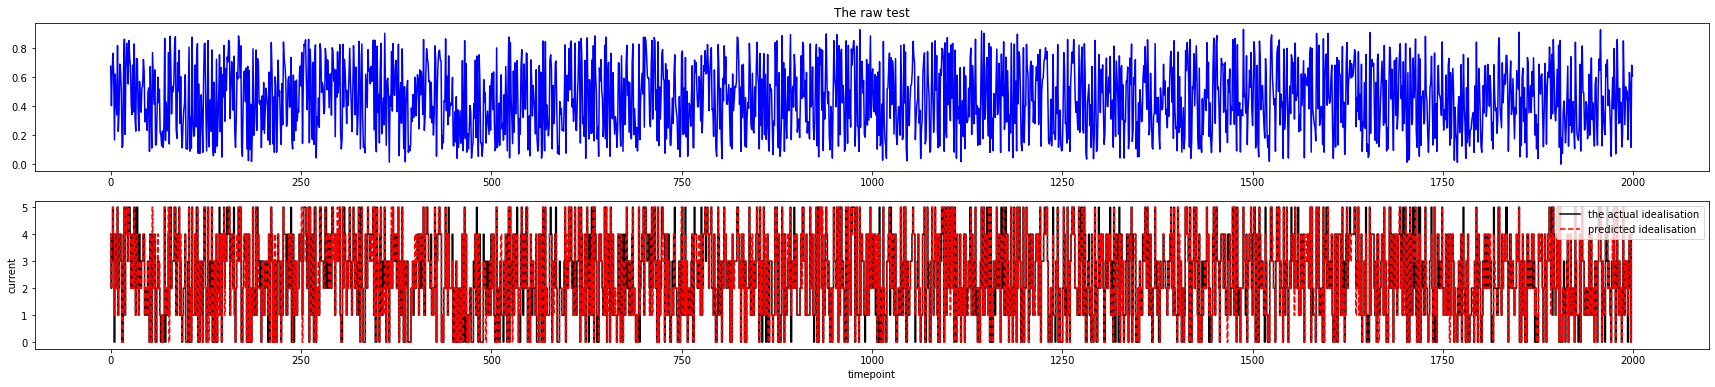 The raw test
0.8
0.6
0.4
0.2
0.0
0 250 500 750 1000 1250 1500 1750 2000
5
4
3
2
1
0
current
the actual idealisation
predicted idealisation
0 250 500 750 1000 1250 1500 1750 2000
timepoint